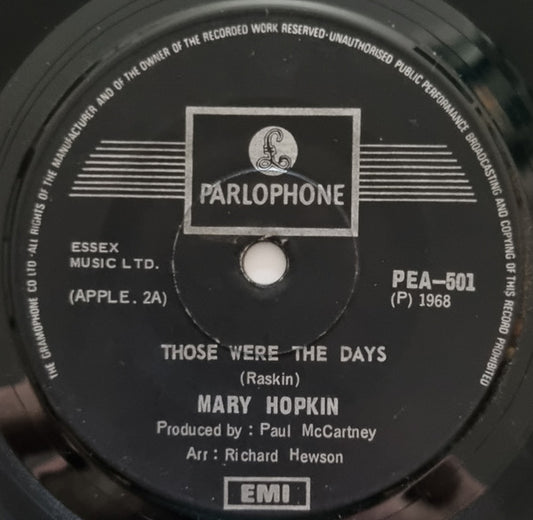 THE GRAMOPHONE CO LTD·ALL RIGHTS OF THE MANUFACTURER AND OF THE OWNER OF THE RECORDED WORK RESERVED·UNAUTHORISED PUBLIC PERFORMANCE BROADCASTING AND COPYING OF THIS RECORD PROHIBITED
£
PARLOPHONE
ESSEX
MUSIC LTD.
(APPLE. 2A)
PEA–501
(P) 1968
THOSE WERE THE DAYS
(Raskin)
MARY HOPKIN
Produced by : Paul McCartney
Arr : Richard Hewson
EMI